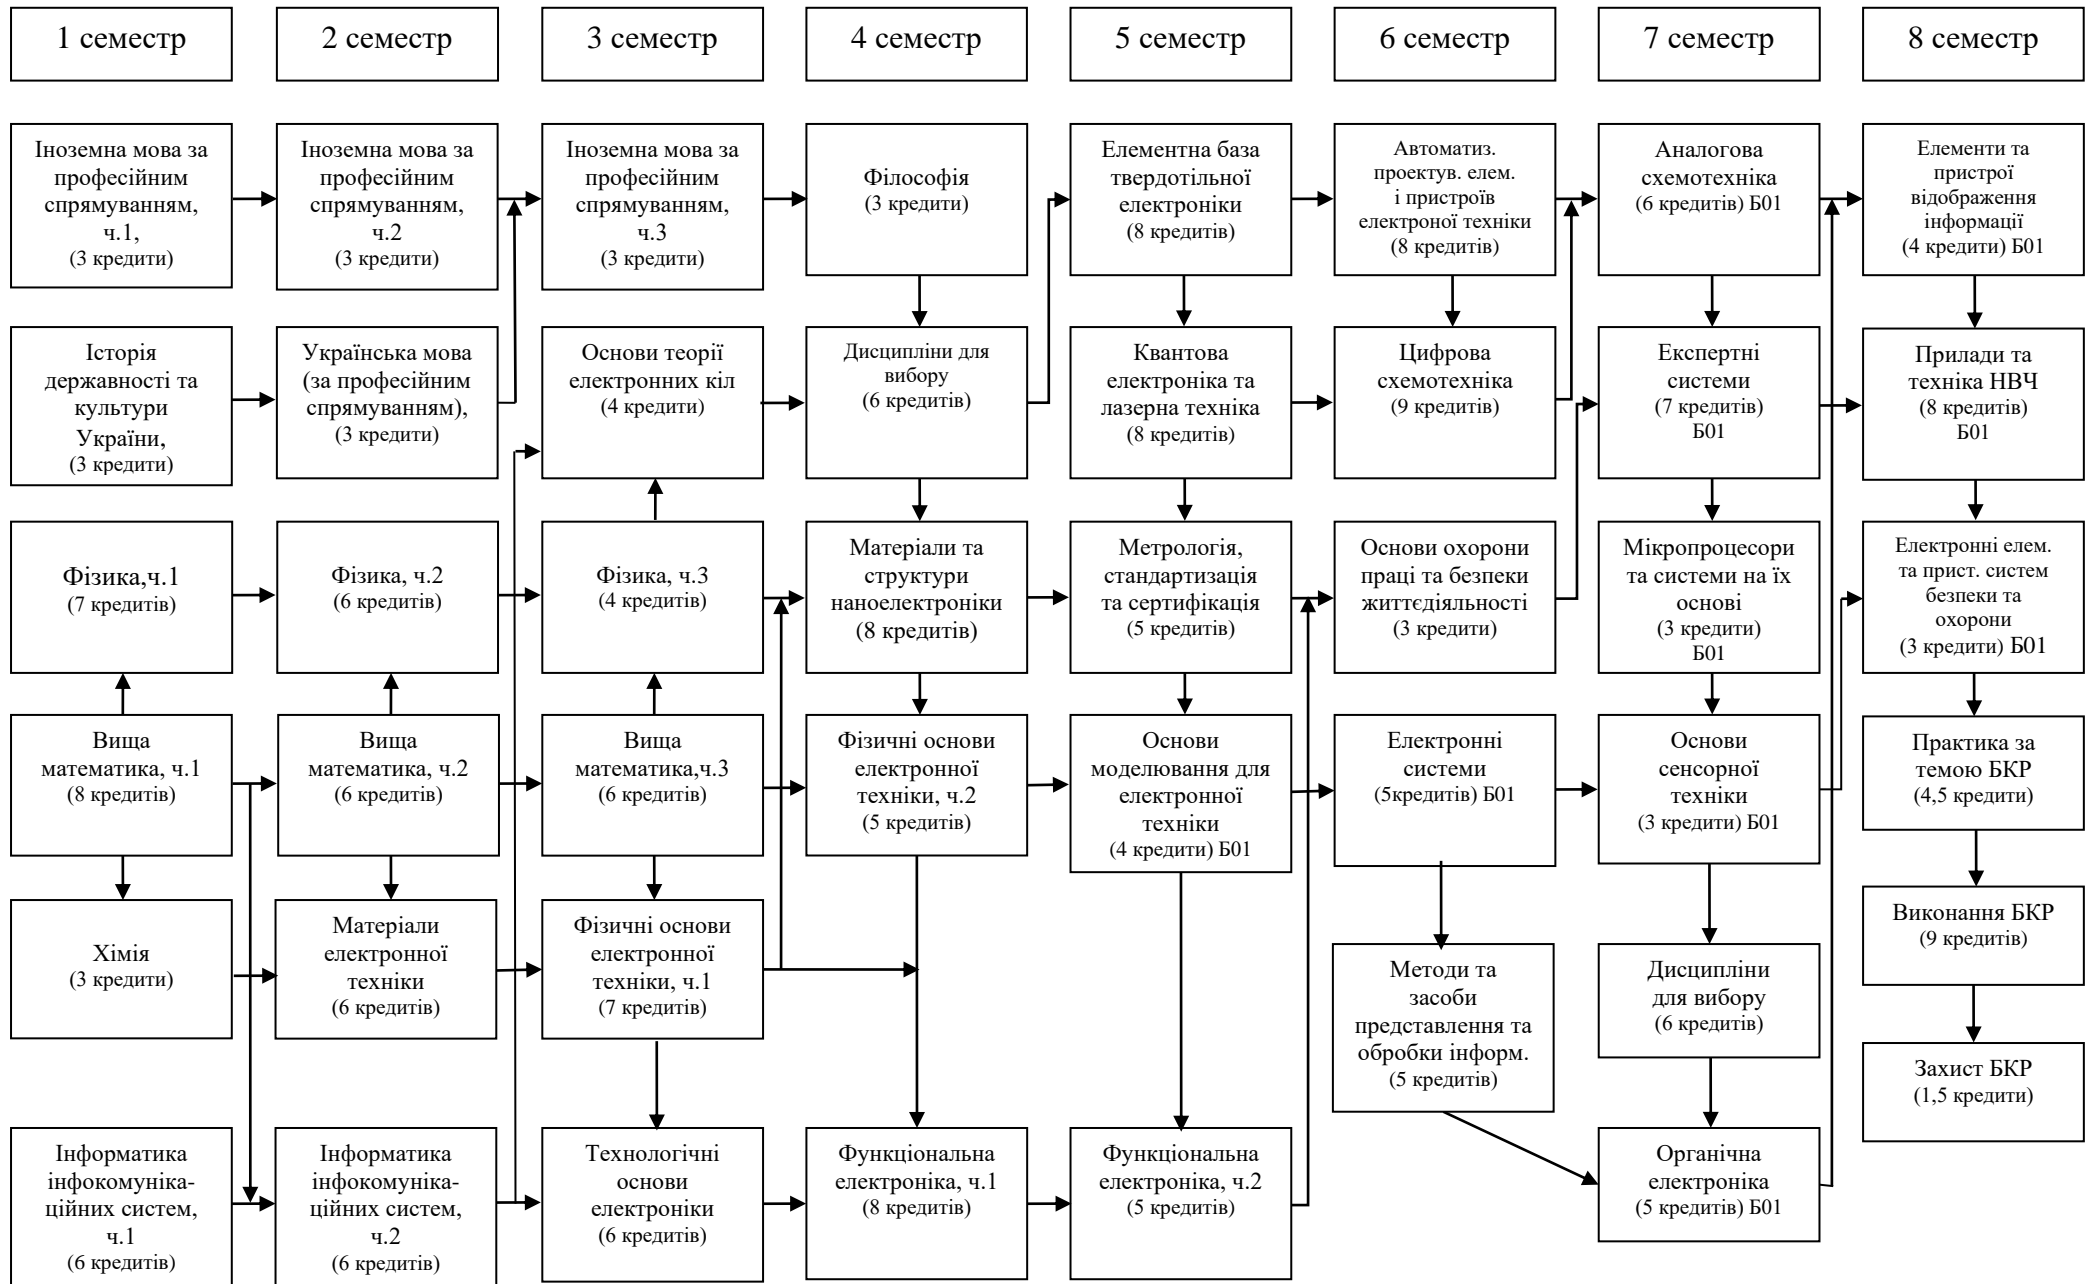 1 семестр
2 семестр
3 семестр
4 семестр
5 семестр
6 семестр
7 семестр
8 семестр
Іноземна мова за
професійним
спрямуванням,
ч.1,
(3 кредити)
Іноземна мова за
професійним
спрямуванням,
ч.2
(3 кредити)
Іноземна мова за
професійним
спрямуванням,
ч.3
(3 кредити)
Філософія
(3 кредити)
Елементна база
твердотільної
електроніки
(8 кредитів)
Автоматиз.
проектув. елем.
і пристроїв
електроної техніки
(8 кредитів)
Аналогова
схемотехніка
(6 кредитів) Б01
Елементи та
пристрої
відображення
інформації
(4 кредити) Б01
Історія
державності та
культури
України,
(3 кредити)
Українська мова
(за професійним
спрямуванням),
(3 кредити)
Основи теорії
електронних кіл
(4 кредити)
Дисципліни для
вибору
(6 кредитів)
Квантова
електроніка та
лазерна техніка
(8 кредитів)
Цифрова
схемотехніка
(9 кредитів)
Експертні
системи
(7 кредитів)
Б01
Прилади та
техніка НВЧ
(8 кредитів)
Б01
Фізика,ч.1
(7 кредитів)
Фізика, ч.2
(6 кредитів)
Фізика, ч.3
(4 кредитів)
Матеріали та
структури
наноелектроніки
(8 кредитів)
Метрологія,
стандартизація
та сертифікація
(5 кредитів)
Основи охорони
праці та безпеки
життєдіяльності
(3 кредити)
Мікропроцесори
та системи на їх
основі
(3 кредити)
Б01
Електронні елем.
та прист. систем
безпеки та
охорони
(3 кредити) Б01
Вища
математика, ч.1
(8 кредитів)
Вища
математика, ч.2
(6 кредитів)
Вища
математика,ч.3
(6 кредитів)
Фізичні основи
електронної
техніки, ч.2
(5 кредитів)
Основи
моделювання для
електронної
техніки
(4 кредити) Б01
Електронні
системи
(5кредитів) Б01
Основи
сенсорної
техніки
(3 кредити) Б01
Практика за
темою БКР
(4,5 кредити)
Хімія
(3 кредити)
Матеріали
електронної
техніки
(6 кредитів)
Фізичні основи
електронної
техніки, ч.1
(7 кредитів)
Методи та
засоби
представлення та
обробки інформ.
(5 кредитів)
Дисципліни
для вибору
(6 кредитів)
Виконання БКР
(9 кредитів)
Захист БКР
(1,5 кредити)
Інформатика
інфокомуніка-
ційних систем,
ч.1
(6 кредитів)
Інформатика
інфокомуніка-
ційних систем,
ч.2
(6 кредитів)
Технологічні
основи
електроніки
(6 кредитів)
Функціональна
електроніка, ч.1
(8 кредитів)
Функціональна
електроніка, ч.2
(5 кредитів)
Органічна
електроніка
(5 кредитів) Б01